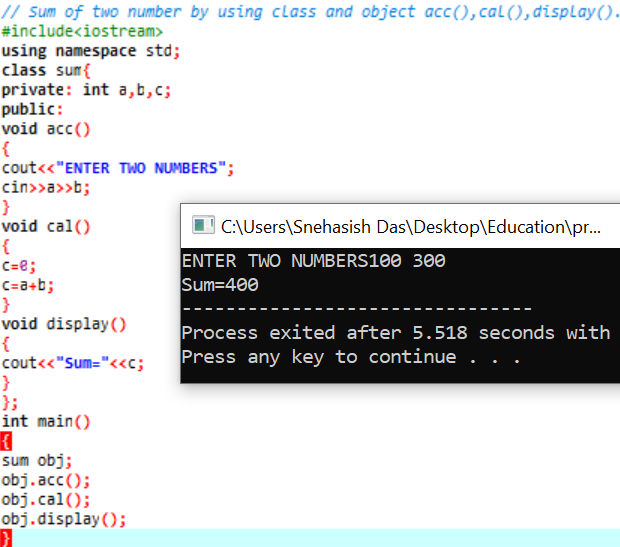 // Sum of two number by using class and object acc(),cal(),display().
#include<iostream>
using namespace std;
class sum{
private: int a,b,c;
public:
void acc()
{
cout<<"ENTER TWO NUMBERS";
cin>>a>>b;
}
void cal()
{
c=0;
c=a+b;
}
void display()
{
cout<<"Sum="<<c;
}
};
int main()
{
sum obj;
obj.acc();
obj.cal();
obj.display();
}
C:\Users\Snehasish Das\Desktop\Education\pr...
ENTER TWO NUMBERS100 300
Sum=400
--------------------------------
Process exited after 5.518 seconds with
Press any key to continue . . .